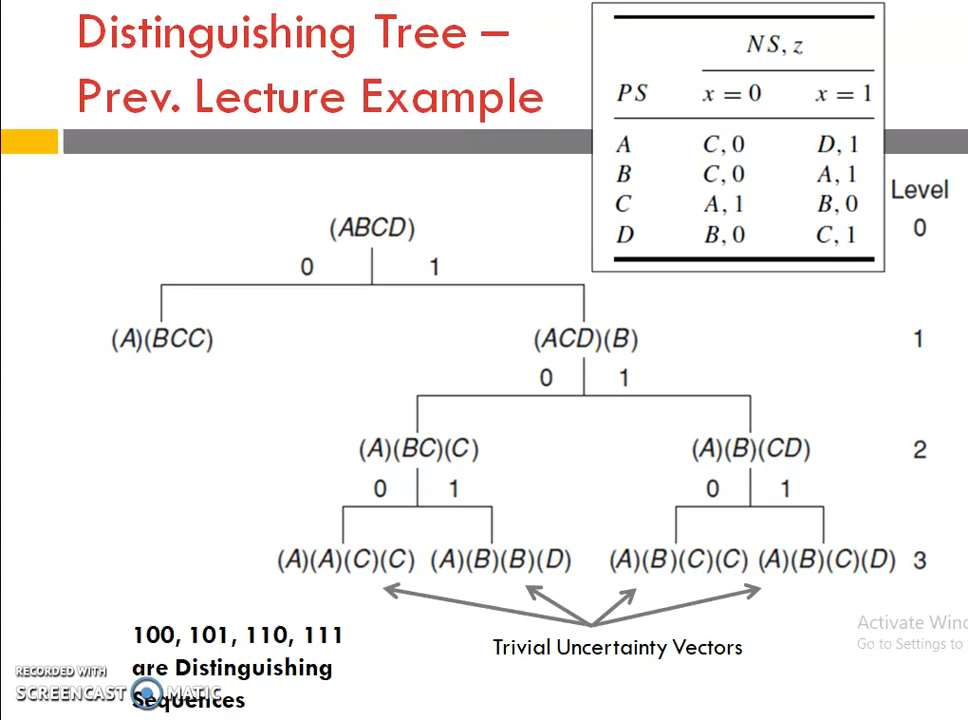 Distinguishing Tree –
Prev. Lecture Example
NS, z
PS x = 0 x = 1
A C, 0 D, 1
B C, 0 A, 1
C A, 1 B, 0
D B, 0 C, 1
Level
(ABCD) 0
0 1
(A)(BCC) (ACD)(B) 1
0 1
(A)(BC)(C) (A)(B)(CD) 2
0 1 0 1
(A)(A)(C)(C) (A)(B)(B)(D) (A)(B)(C)(C) (A)(B)(C)(D) 3
100, 101, 110, 111
are Distinguishing
Sequences
Trivial Uncertainty Vectors
Activate Wind
Go to Settings to
RECORDED WITH
SCREENCAST MATIC